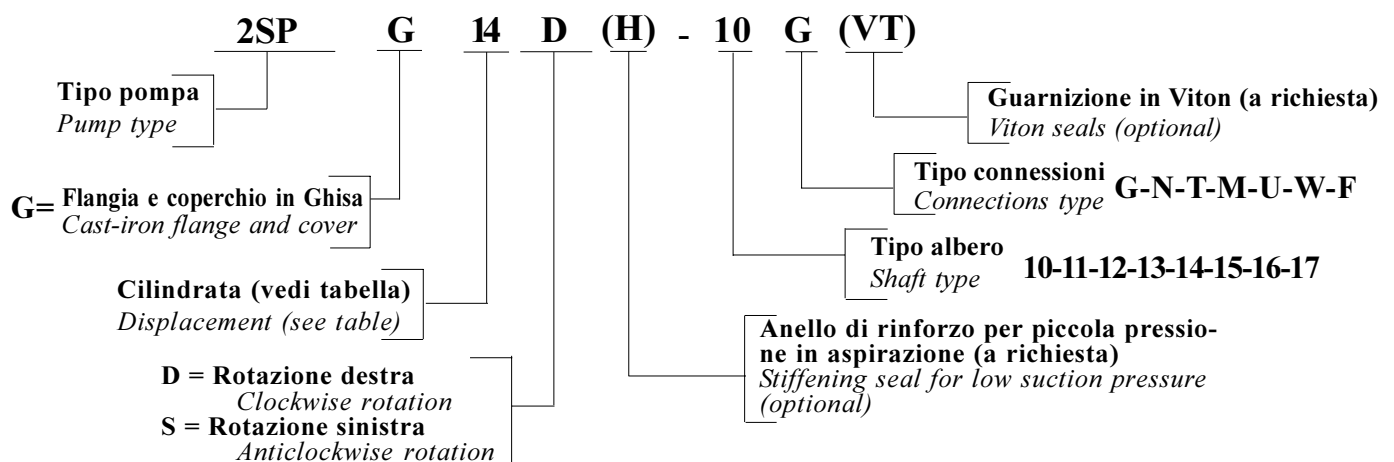 2SP G 14 D (H) - 10 G (VT)
Tipo pompa
Pump type
Guarnizione in Viton (a richiesta)
Viton seals (optional)
Tipo connessioni
Connections type G-N-T-M-U-W-F
G= Flangia e coperchio in Ghisa
Cast-iron flange and cover
Tipo albero
Shaft type 10-11-12-13-14-15-16-17
Cilindrata (vedi tabella)
Displacement (see table)
Anello di rinforzo per piccola pressio-
ne in aspirazione (a richiesta)
Stiffening seal for low suction pressure
(optional)
D = Rotazione destra
Clockwise rotation
S = Rotazione sinistra
Anticlockwise rotation